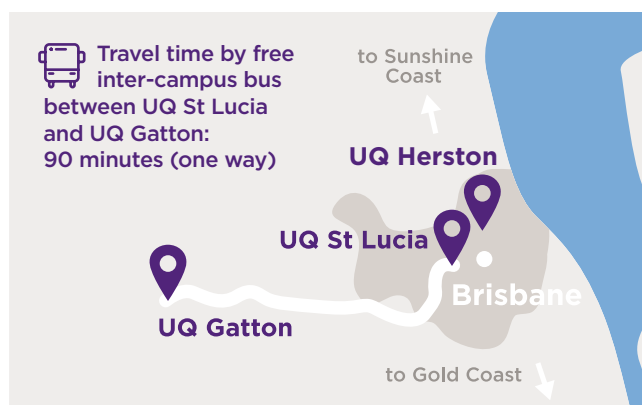 Travel time by free
inter-campus bus
between UQ St Lucia
and UQ Gatton:
90 minutes (one way)
to Sunshine
Coast
UQ Herston
UQ St Lucia
Brisbane
UQ Gatton
to Gold Coast